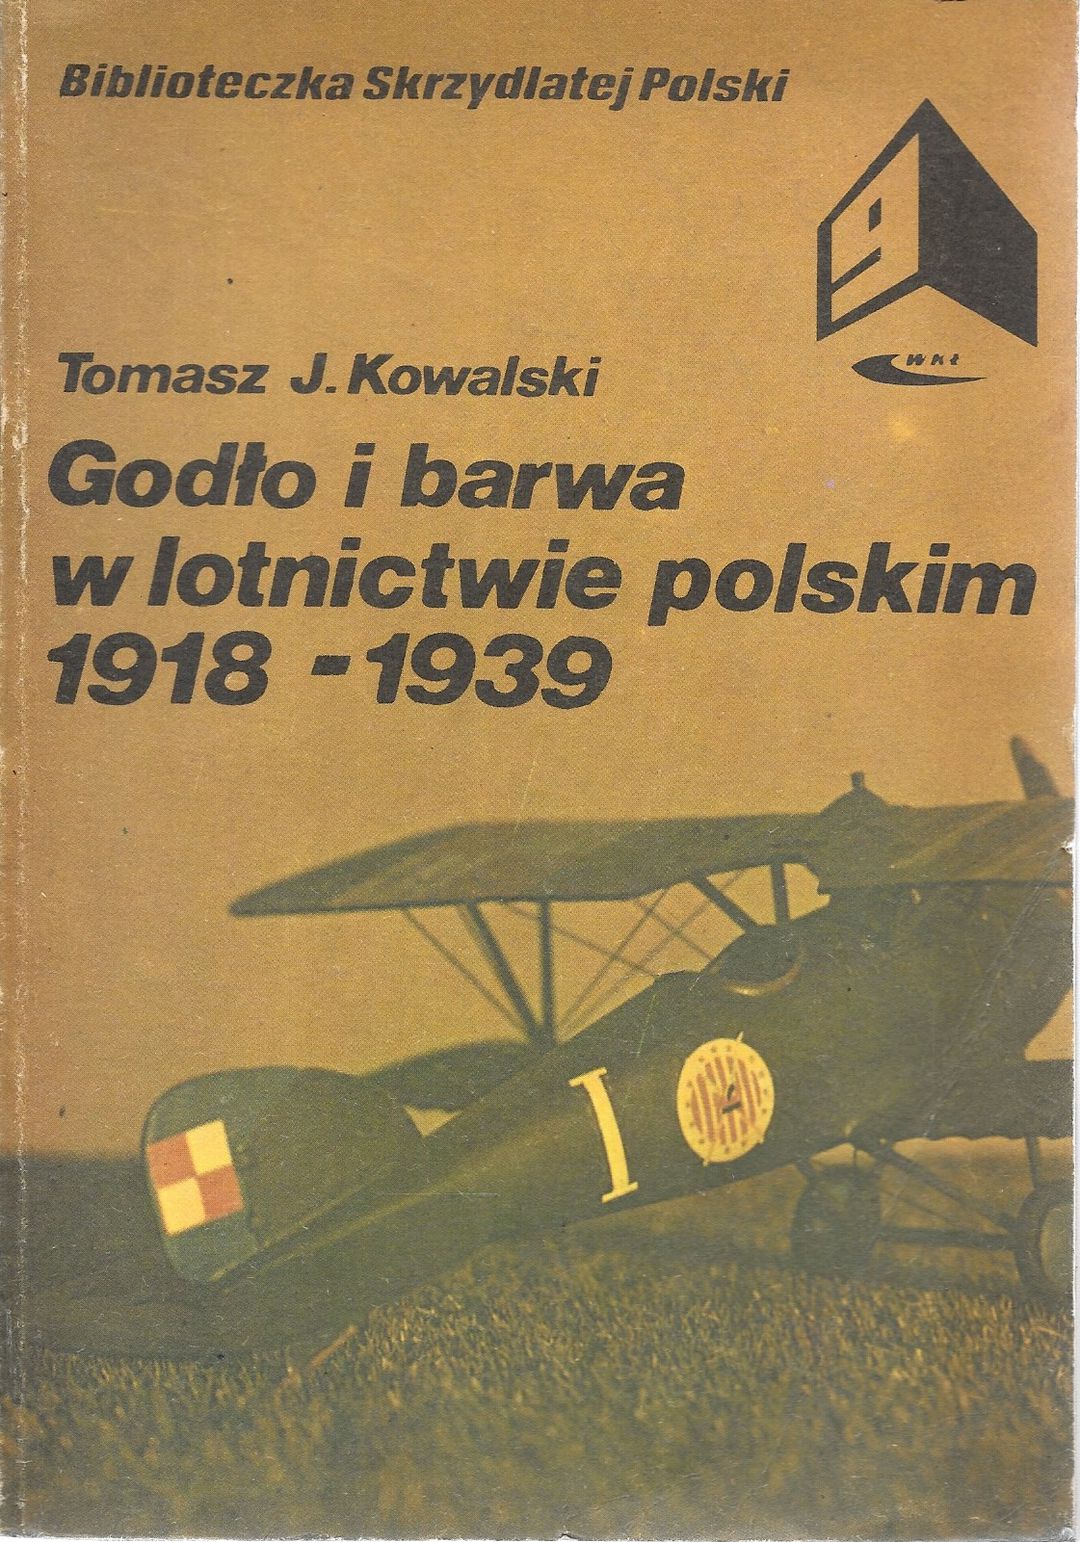 Biblioteczka Skrzydlatej Polski
9
WKŁ
Tomasz J. Kowalski
Godło i barwa
w lotnictwie polskim
1918 - 1939
I